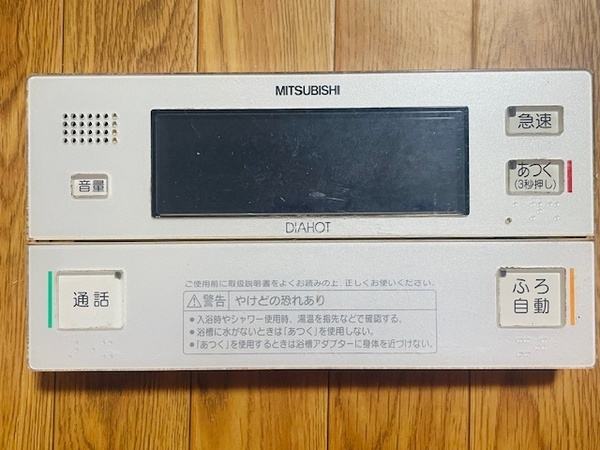 MITSUBISHI
急速
あつく
(3秒押し)
音量
DIAHOT
通話
ご使用前に取扱説明書をよくお読みの上、正しくお使いください。
⚠警告 やけどの恐れあり
●入浴時やシャワー使用時、湯温を指先などで確認する。
●浴槽に水がないときは「あつく」を使用しない。
●「あつく」を使用するときは浴槽アダプターに身体を近づけない。
ふろ
自動